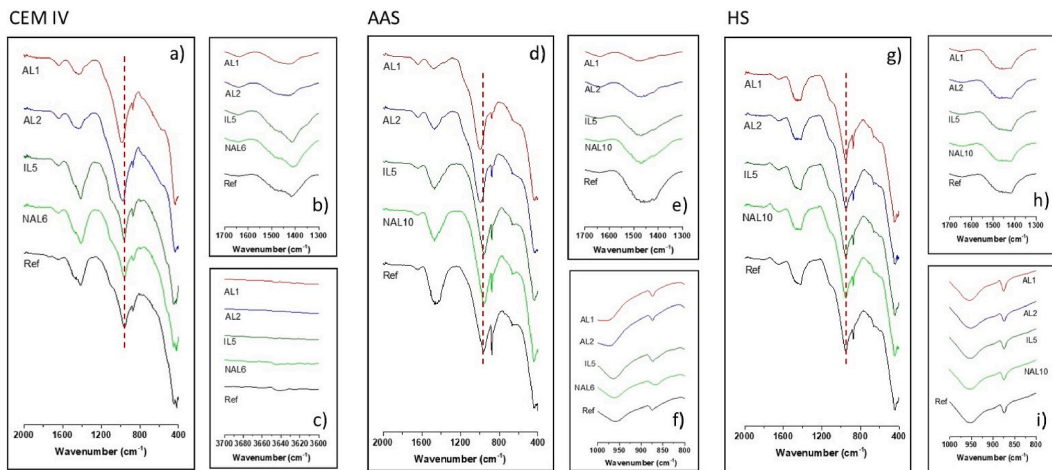 CEM IV
AAS
HS
a)
AL1
AL2
IL5
NAL6
Ref
2000 1600 1200 800 400
Wavenumber (cm⁻¹)
AL1
AL2
IL5
NAL6
Ref
b)
1700 1600 1500 1400 1300
Wavenumber (cm⁻¹)
AL1
AL2
IL5
NAL6
Ref
c)
3700 3680 3660 3640 3620 3600
Wavenumber (cm⁻¹)
d)
AL1
AL2
IL5
NAL10
Ref
2000 1600 1200 800 400
Wavenumber (cm⁻¹)
AL1
AL2
IL5
NAL10
Ref
e)
1700 1600 1500 1400 1300
Wavenumber (cm⁻¹)
AL1
AL2
IL5
NAL6
Ref
f)
1000 950 900 850 800
Wavenumber (cm⁻¹)
g)
AL1
AL2
IL5
NAL10
Ref
2000 1600 1200 800 400
Wavenumber (cm⁻¹)
AL1
AL2
IL5
NAL10
Ref
h)
1700 1600 1500 1400 1300
Wavenumber (cm⁻¹)
AL1
AL2
IL5
NAL10
Ref
i)
1000 950 900 850 800
Wavenumber (cm⁻¹)